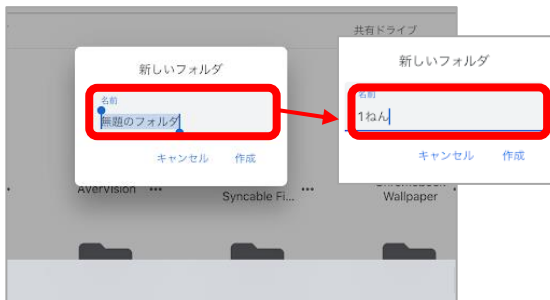 共有ドライブ
新しいフォルダ
名前
無題のフォルダ
キャンセル 作成
新しいフォルダ
名前
1ねん
キャンセル 作成
AVerVision
Syncable Fi...
Wallpaper